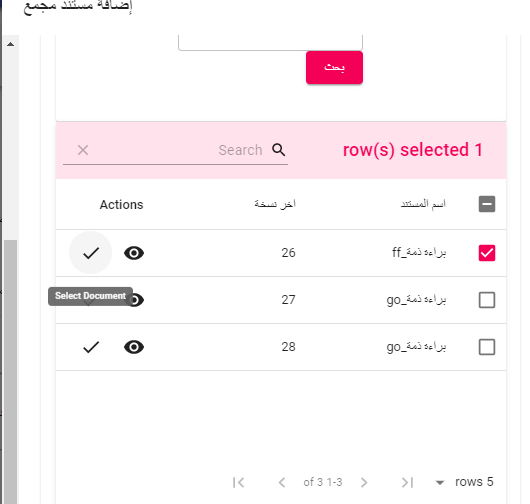 إضافة مستند مجمع
بحث
row(s) selected 1
Search
اسم المستند
اخر نسخة
Actions
براءة ذمة_ff
26
Select Document
براءة ذمة_go
27
براءة ذمة_go
28
rows 5
of 3 1-3